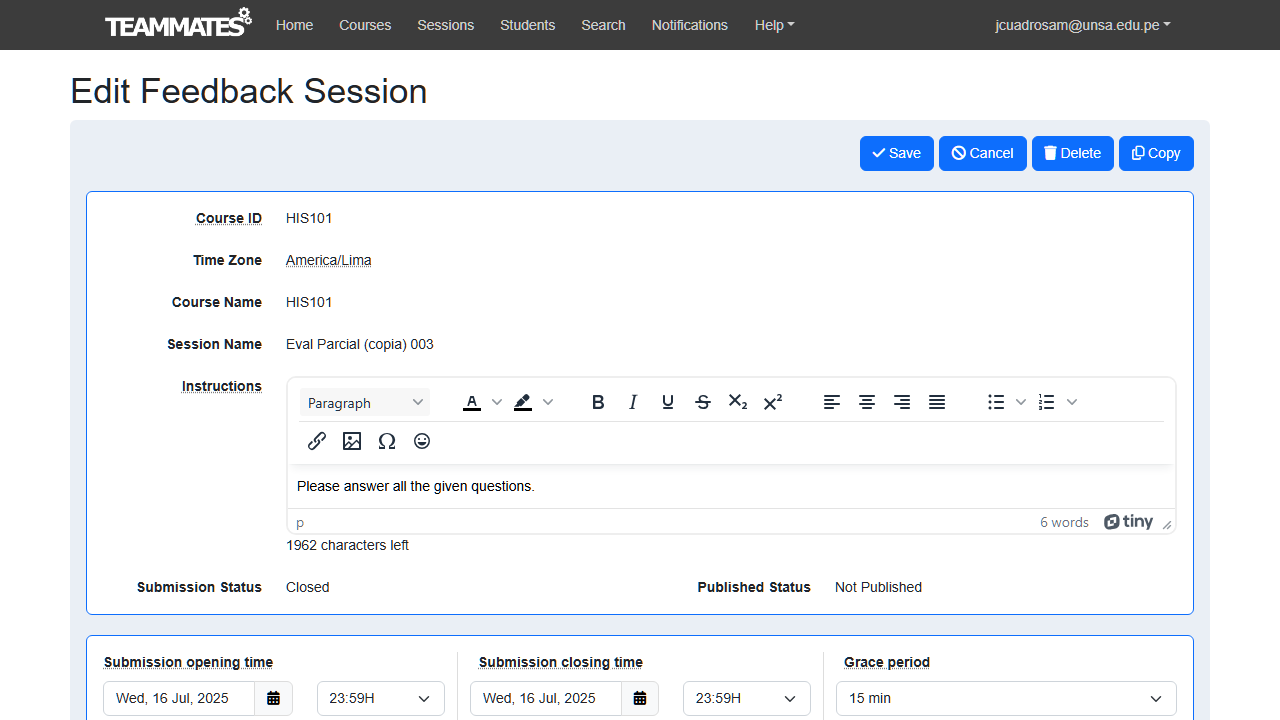 TEAMMATES Home Courses Sessions Students Search Notifications Help jcuadrosam@unsa.edu.pe
Edit Feedback Session
Save Cancel Delete Copy
Course ID HIS101
Time Zone America/Lima
Course Name HIS101
Session Name Eval Parcial (copia) 003
Instructions
Paragraph
Please answer all the given questions.
p 6 words tiny
1962 characters left
Submission Status Closed Published Status Not Published
Submission opening time Submission closing time Grace period
Wed, 16 Jul, 2025 23:59H Wed, 16 Jul, 2025 23:59H 15 min